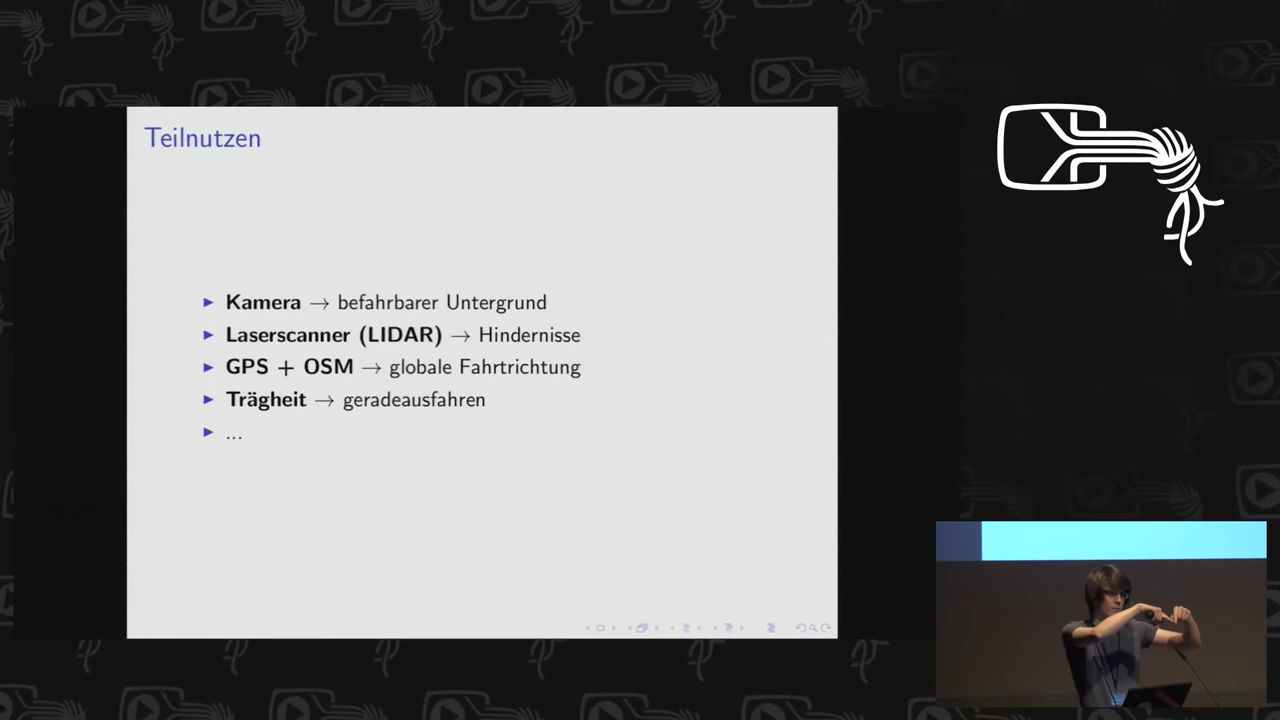 Teilnutzen
Kamera → befahrbarer Untergrund
Laserscanner (LIDAR) → Hindernisse
GPS + OSM → globale Fahrtrichtung
Trägheit → geradeausfahren
...